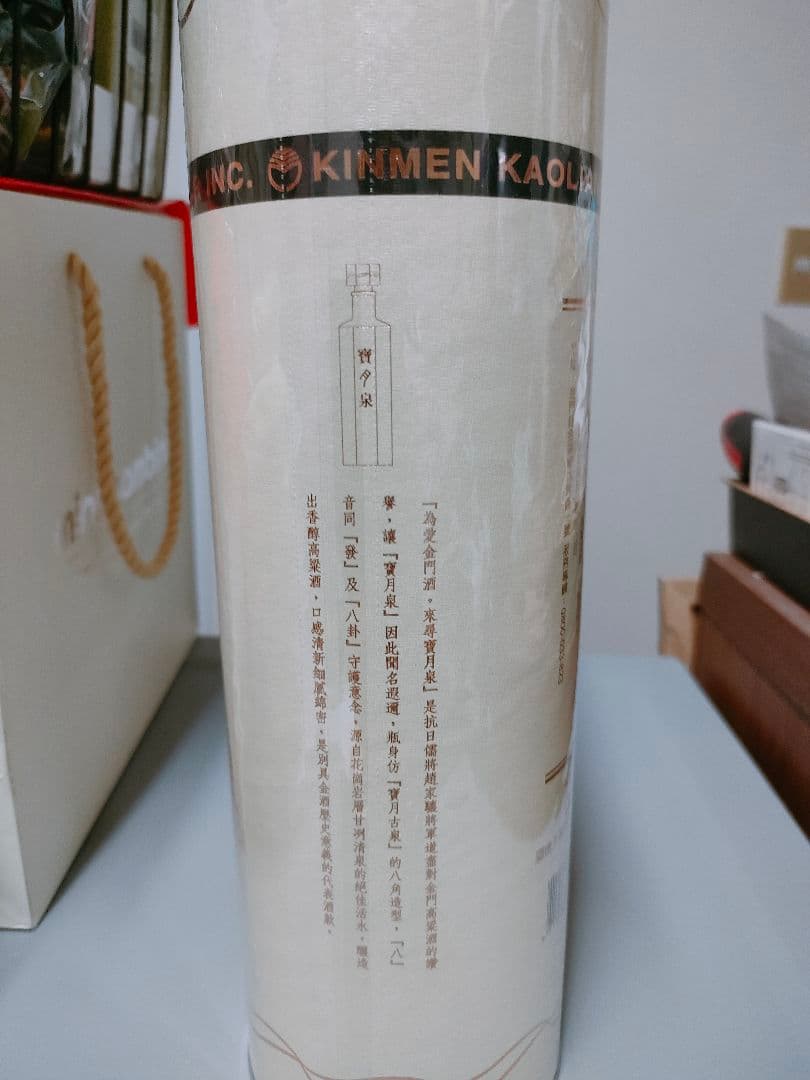 INC. KINMEN KAOL
寶月泉
「為愛金門酒。來尋寶月泉」是抗日儒將趙家驤將軍道盡對金門高粱酒的讚
譽，讓「寶月泉」因此聞名遐邇，瓶身仿「寶月古泉」的八角造型，「八」
音同「發」及「八卦」守護意念，源自花崗岩層甘冽清泉的絕佳活水，釀造
出香醇高粱酒，口感清新細膩綿密，是別具金酒歷史意義的代表酒款。